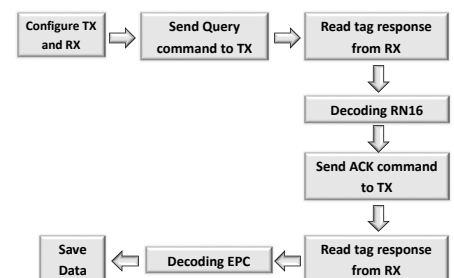 Configure TX
and RX
Send Query
command to TX
Read tag response
from RX
Decoding RN16
Send ACK command
to TX
Read tag response
from RX
Decoding EPC
Save
Data